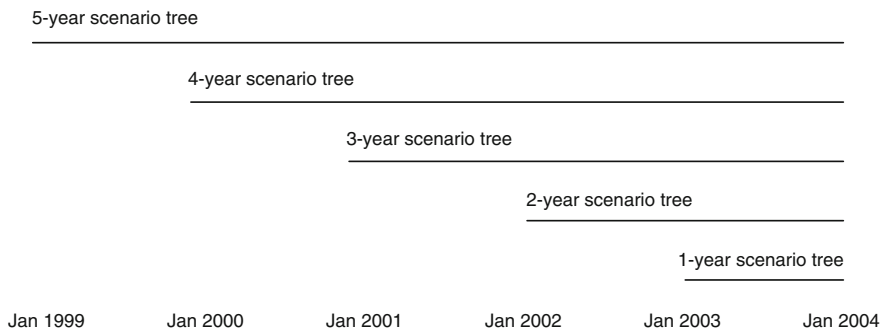 5-year scenario tree
4-year scenario tree
3-year scenario tree
2-year scenario tree
1-year scenario tree
Jan 1999 Jan 2000 Jan 2001 Jan 2002 Jan 2003 Jan 2004